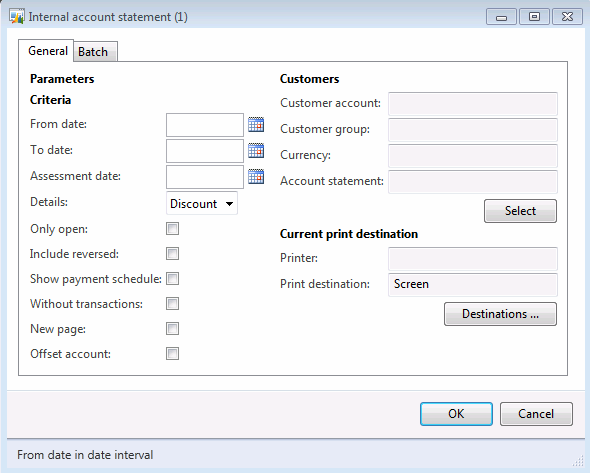 Internal account statement (1)
General Batch
Parameters
Criteria
From date:
To date:
Assessment date:
Details: Discount
Only open:
Include reversed:
Show payment schedule:
Without transactions:
New page:
Offset account:
Customers
Customer account:
Customer group:
Currency:
Account statement:
Select
Current print destination
Printer:
Print destination: Screen
Destinations ...
OK Cancel
From date in date interval